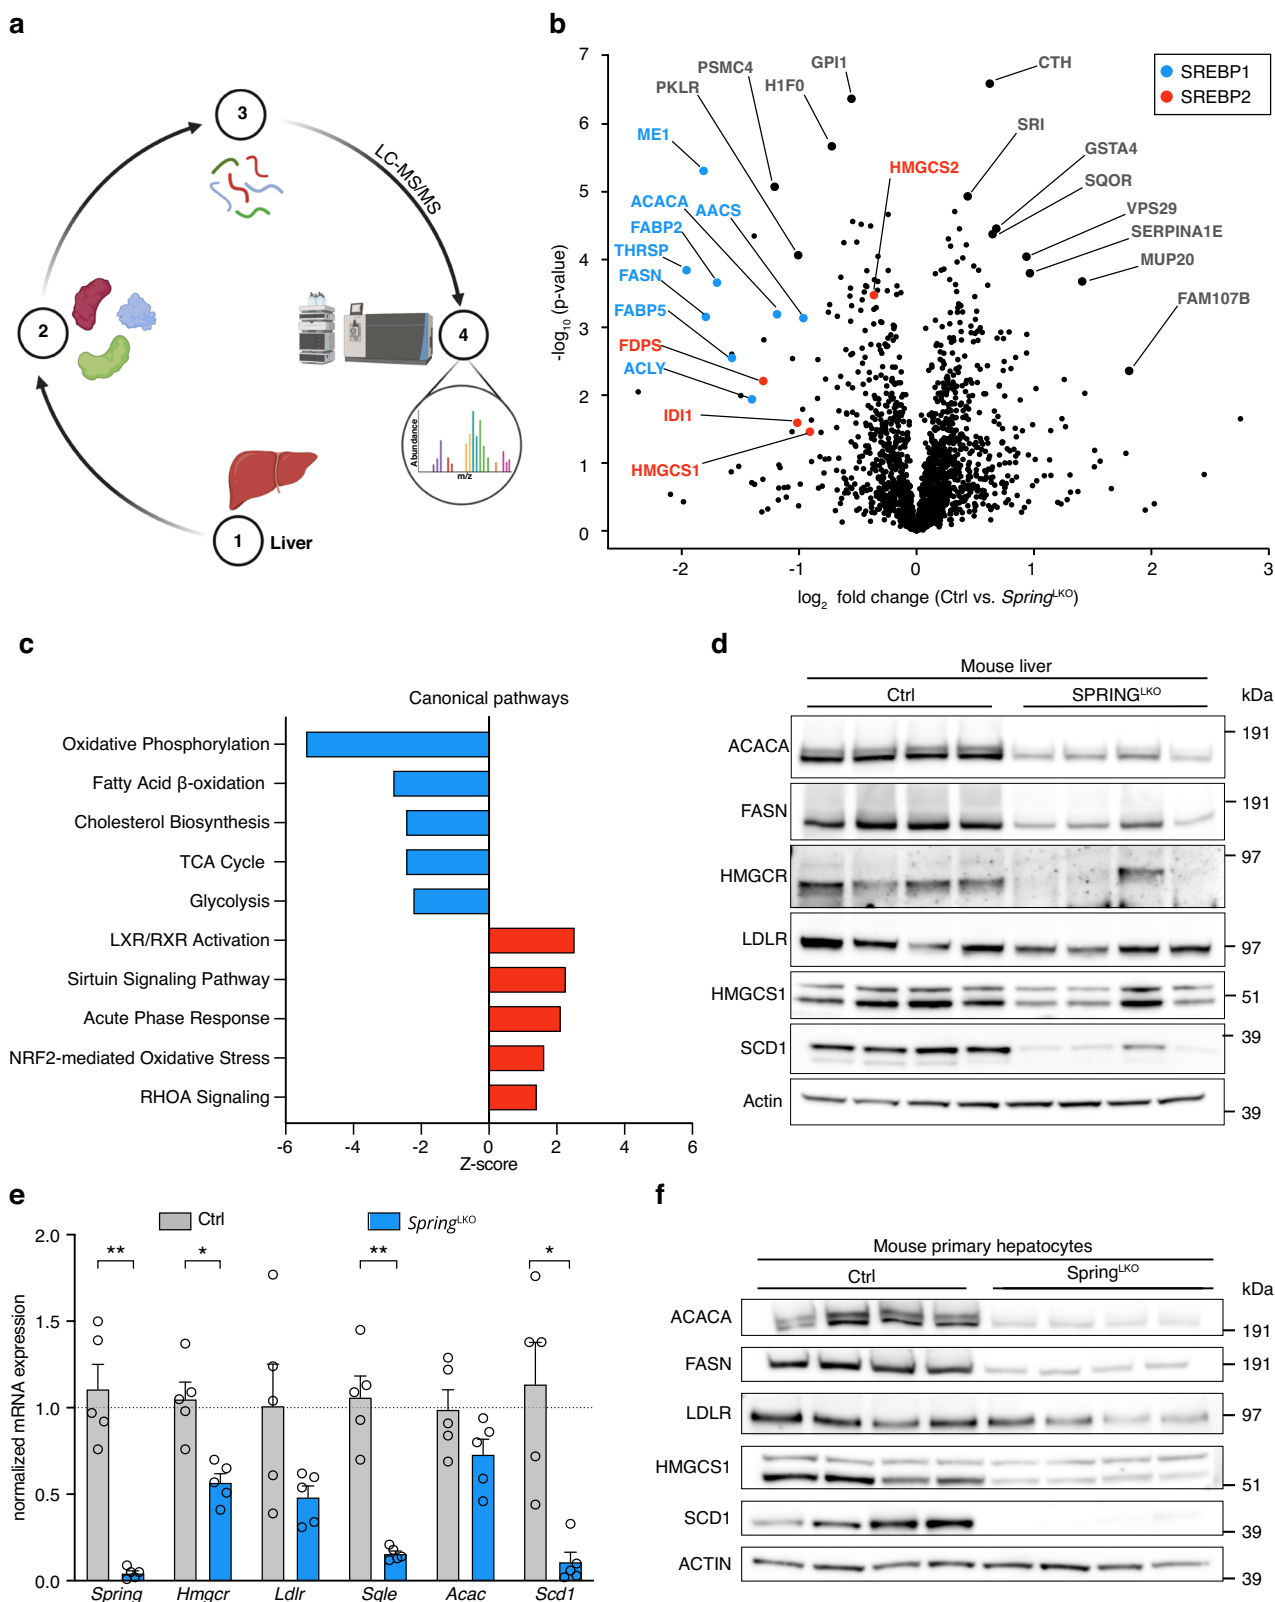 a
3
LC-MS/MS
2
4
Abundance
m/z
1
Liver
b
7
6
5
4
3
2
1
0
-log10 (p-value)
PSMC4
GPI1
CTH
SREBP1
SREBP2
PKLR
H1F0
ME1
SRI
HMGCS2
GSTA4
SQOR
ACACA
AACS
VPS29
FABP2
SERPINA1E
THRSP
MUP20
FASN
FAM107B
FABP5
FDPS
ACLY
IDI1
HMGCS1
-2
-1
0
1
2
3
log2 fold change (Ctrl vs. SpringLKO)
c
Canonical pathways
Oxidative Phosphorylation
Fatty Acid β-oxidation
Cholesterol Biosynthesis
TCA Cycle
Glycolysis
LXR/RXR Activation
Sirtuin Signaling Pathway
Acute Phase Response
NRF2-mediated Oxidative Stress
RHOA Signaling
-6
-4
-2
0
2
4
6
Z-score
d
Mouse liver
Ctrl
SPRINGLKO
kDa
ACACA
191
FASN
191
HMGCR
97
LDLR
97
HMGCS1
51
SCD1
39
Actin
39
e
Ctrl
SpringLKO
2.0
1.5
1.0
0.5
0.0
normalized mRNA expression
**
*
**
*
Spring
Hmgcr
Ldlr
Sqle
Acac
Scd1
f
Mouse primary hepatocytes
Ctrl
SpringLKO
kDa
ACACA
191
FASN
191
LDLR
97
HMGCS1
51
SCD1
39
ACTIN
39